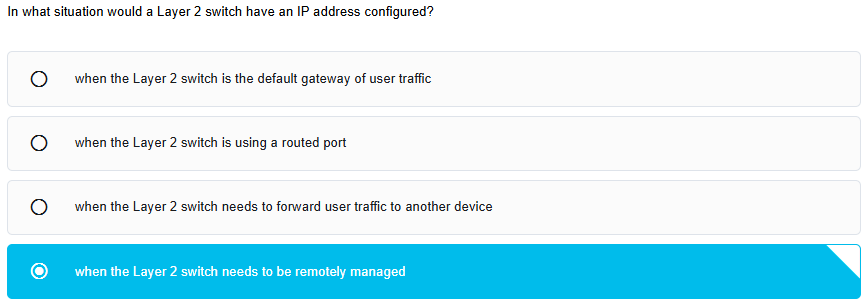 In what situation would a Layer 2 switch have an IP address configured?
when the Layer 2 switch is the default gateway of user traffic
when the Layer 2 switch is using a routed port
when the Layer 2 switch needs to forward user traffic to another device
when the Layer 2 switch needs to be remotely managed